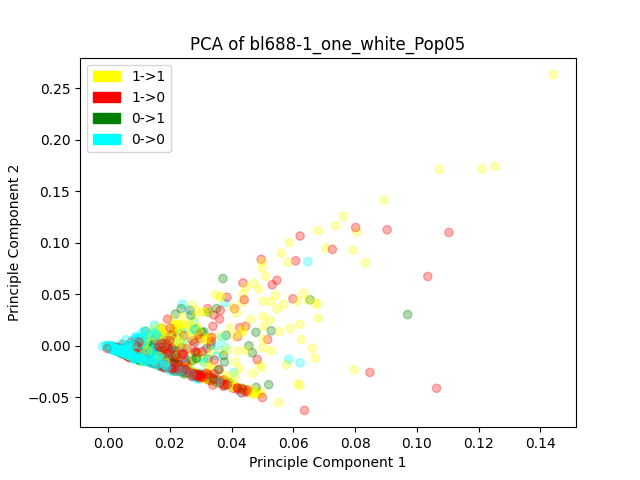 PCA of bl688-1_one_white_Pop05
1->1
1->0
0->1
0->0
0.25
0.20
0.15
0.10
0.05
0.00
−0.05
Principle Component 2
0.00 0.02 0.04 0.06 0.08 0.10 0.12 0.14
Principle Component 1